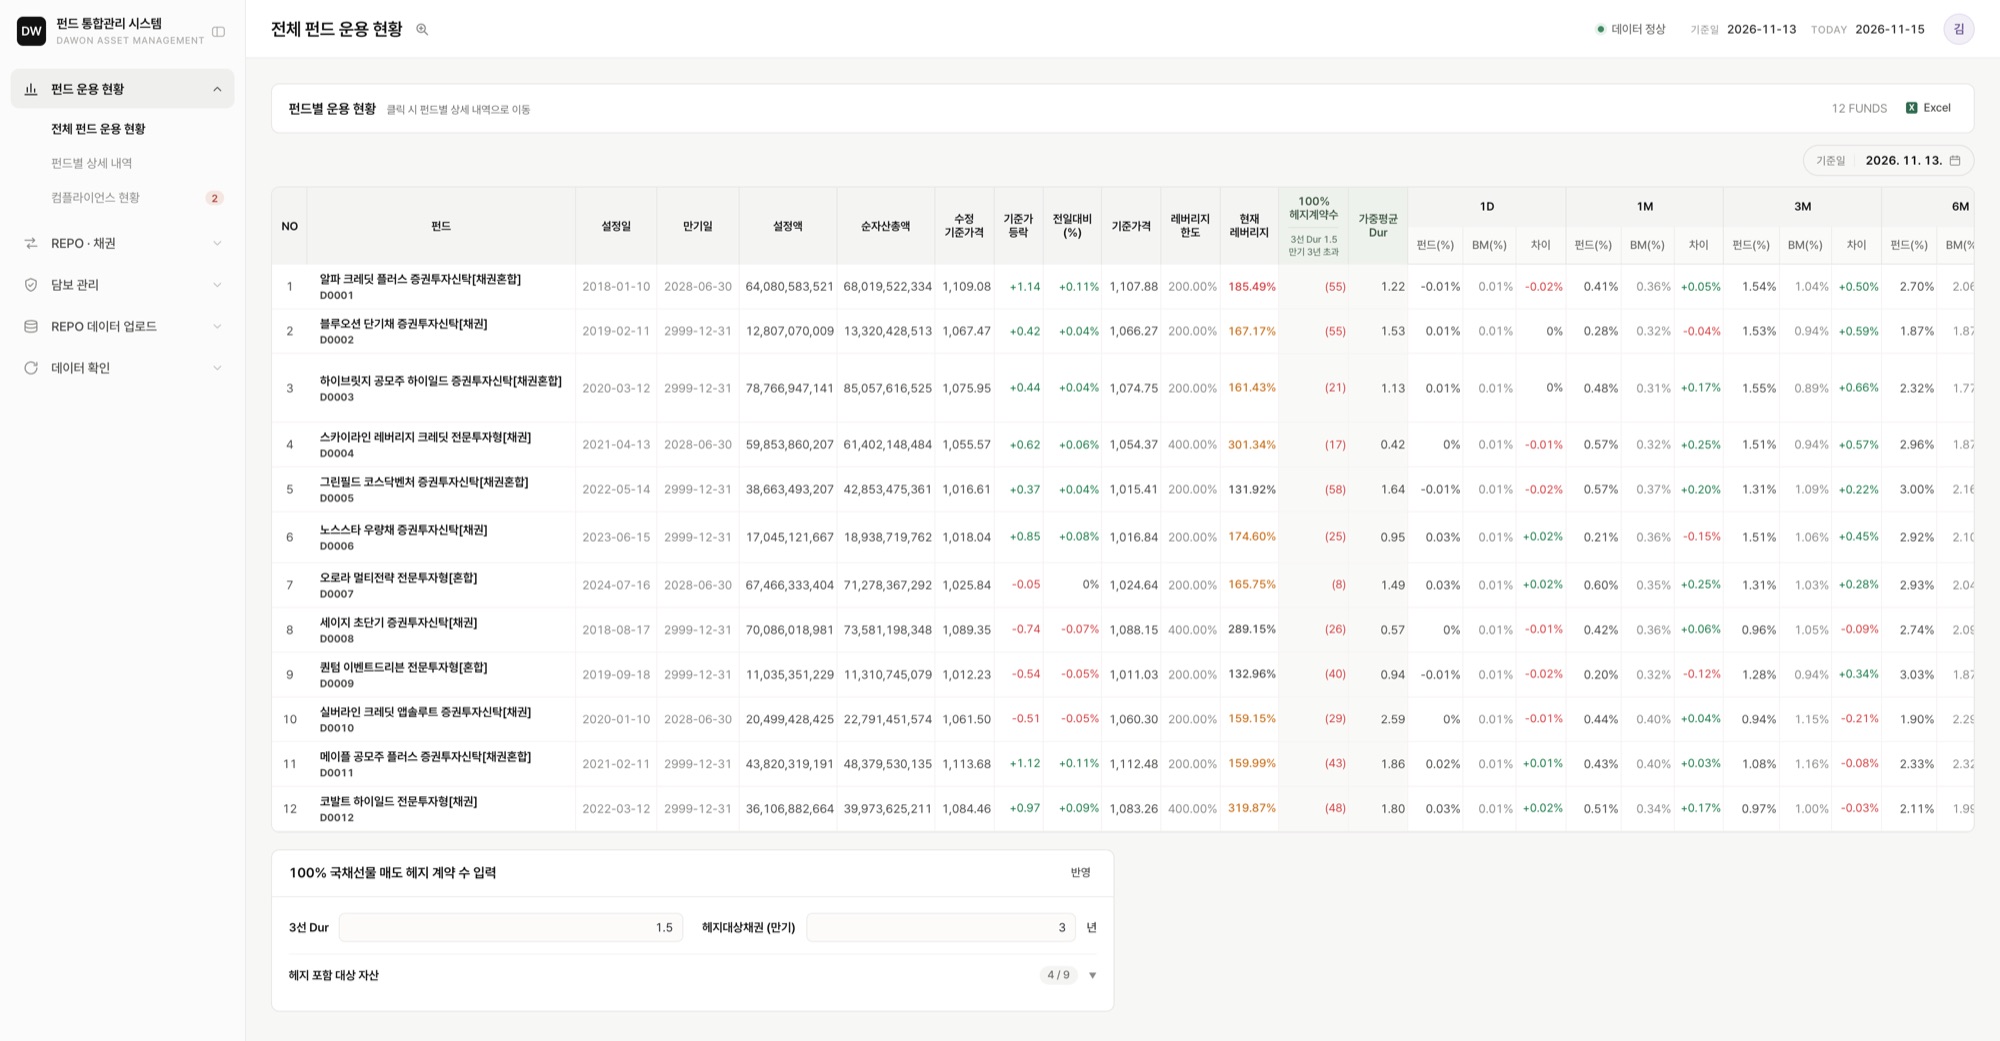 DW
펀드 통합관리 시스템
DAWON ASSET MANAGEMENT
펀드 운용 현황
전체 펀드 운용 현황
펀드별 상세 내역
컴플라이언스 현황 2
REPO · 채권
담보 관리
REPO 데이터 업로드
데이터 확인
전체 펀드 운용 현황
데이터 정상 기준일 2026-11-13 TODAY 2026-11-15 김
펀드별 운용 현황 클릭 시 펀드별 상세 내역으로 이동
12 FUNDS Excel
기준일 2026. 11. 13.
NO 펀드 설정일 만기일 설정액 순자산총액 수정 기준가격 기준가 등락 전일대비 (%) 기준가격 레버리지 한도 현재 레버리지 100% 헤지계약수 3선 Dur 1.5 만기 3년 초과 가중평균 Dur 1D 1M 3M 6M
펀드(%) BM(%) 차이 펀드(%) BM(%) 차이 펀드(%) BM(%) 차이 펀드(%)
1 알파 크레딧 플러스 증권투자신탁[채권혼합] D0001 2018-01-10 2028-06-30 64,080,583,521 68,019,522,334 1,109.08 +1.14 +0.11% 1,107.88 200.00% 185.49% (55) 1.22 -0.01% 0.01% -0.02% 0.41% 0.36% +0.05% 1.54% 1.04% +0.50% 2.70%
2 블루오션 단기채 증권투자신탁[채권] D0002 2019-02-11 2999-12-31 12,807,070,009 13,320,428,513 1,067.47 +0.42 +0.04% 1,066.27 200.00% 167.17% (55) 1.53 0.01% 0.01% 0% 0.28% 0.32% -0.04% 1.53% 0.94% +0.59% 1.87%
3 하이브릿지 공모주 하이일드 증권투자신탁[채권혼합] D0003 2020-03-12 2999-12-31 78,766,947,141 85,057,616,525 1,075.95 +0.44 +0.04% 1,074.75 200.00% 161.43% (21) 1.13 0.01% 0.01% 0% 0.48% 0.31% +0.17% 1.55% 0.89% +0.66% 2.32%
4 스카이라인 레버리지 크레딧 전문투자형[채권] D0004 2021-04-13 2028-06-30 59,853,860,207 61,402,148,484 1,055.57 +0.62 +0.06% 1,054.37 400.00% 301.34% (17) 0.42 0% 0.01% -0.01% 0.57% 0.32% +0.25% 1.51% 0.94% +0.57% 2.96%
5 그린필드 코스닥벤처 증권투자신탁[채권혼합] D0005 2022-05-14 2999-12-31 38,663,493,207 42,853,475,361 1,016.61 +0.37 +0.04% 1,015.41 200.00% 131.92% (58) 1.64 -0.01% 0.01% -0.02% 0.57% 0.37% +0.20% 1.31% 1.09% +0.22% 3.00%
6 노스스타 우량채 증권투자신탁[채권] D0006 2023-06-15 2999-12-31 17,045,121,667 18,938,719,762 1,018.04 +0.85 +0.08% 1,016.84 200.00% 174.60% (25) 0.95 0.03% 0.01% +0.02% 0.21% 0.36% -0.15% 1.51% 1.06% +0.45% 2.92%
7 오로라 멀티전략 전문투자형[혼합] D0007 2024-07-16 2028-06-30 67,466,333,404 71,278,367,292 1,025.84 -0.05 0% 1,024.64 200.00% 165.75% (8) 1.49 0.03% 0.01% +0.02% 0.60% 0.35% +0.25% 1.31% 1.03% +0.28% 2.93%
8 세이지 초단기 증권투자신탁[채권] D0008 2018-08-17 2999-12-31 70,086,018,981 73,581,198,348 1,089.35 -0.74 -0.07% 1,088.15 400.00% 289.15% (26) 0.57 0% 0.01% -0.01% 0.42% 0.36% +0.06% 0.96% 1.05% -0.09% 2.74%
9 퀀텀 이벤트드리븐 전문투자형[혼합] D0009 2019-09-18 2999-12-31 11,035,351,229 11,310,745,079 1,012.23 -0.54 -0.05% 1,011.03 200.00% 132.96% (40) 0.94 -0.01% 0.01% -0.02% 0.20% 0.32% -0.12% 1.28% 0.94% +0.34% 3.03%
10 실버라인 크레딧 앱솔루트 증권투자신탁[채권] D0010 2020-01-10 2028-06-30 20,499,428,425 22,791,451,574 1,061.50 -0.51 -0.05% 1,060.30 200.00% 159.15% (29) 2.59 0% 0.01% -0.01% 0.44% 0.40% +0.04% 0.94% 1.15% -0.21% 1.90%
11 메이플 공모주 플러스 증권투자신탁[채권혼합] D0011 2021-02-11 2999-12-31 43,820,319,191 48,379,530,135 1,113.68 +1.12 +0.11% 1,112.48 200.00% 159.99% (43) 1.86 0.02% 0.01% +0.01% 0.43% 0.40% +0.03% 1.08% 1.16% -0.08% 2.33%
12 코발트 하이일드 전문투자형[채권] D0012 2022-03-12 2999-12-31 36,106,882,664 39,973,625,211 1,084.46 +0.97 +0.09% 1,083.26 400.00% 319.87% (48) 1.80 0.03% 0.01% +0.02% 0.51% 0.34% +0.17% 0.97% 1.00% -0.03% 2.11%
100% 국채선물 매도 헤지 계약 수 입력 반영
3선 Dur 1.5 헤지대상채권 (만기) 3 년
헤지 포함 대상 자산 4 / 9 ▼